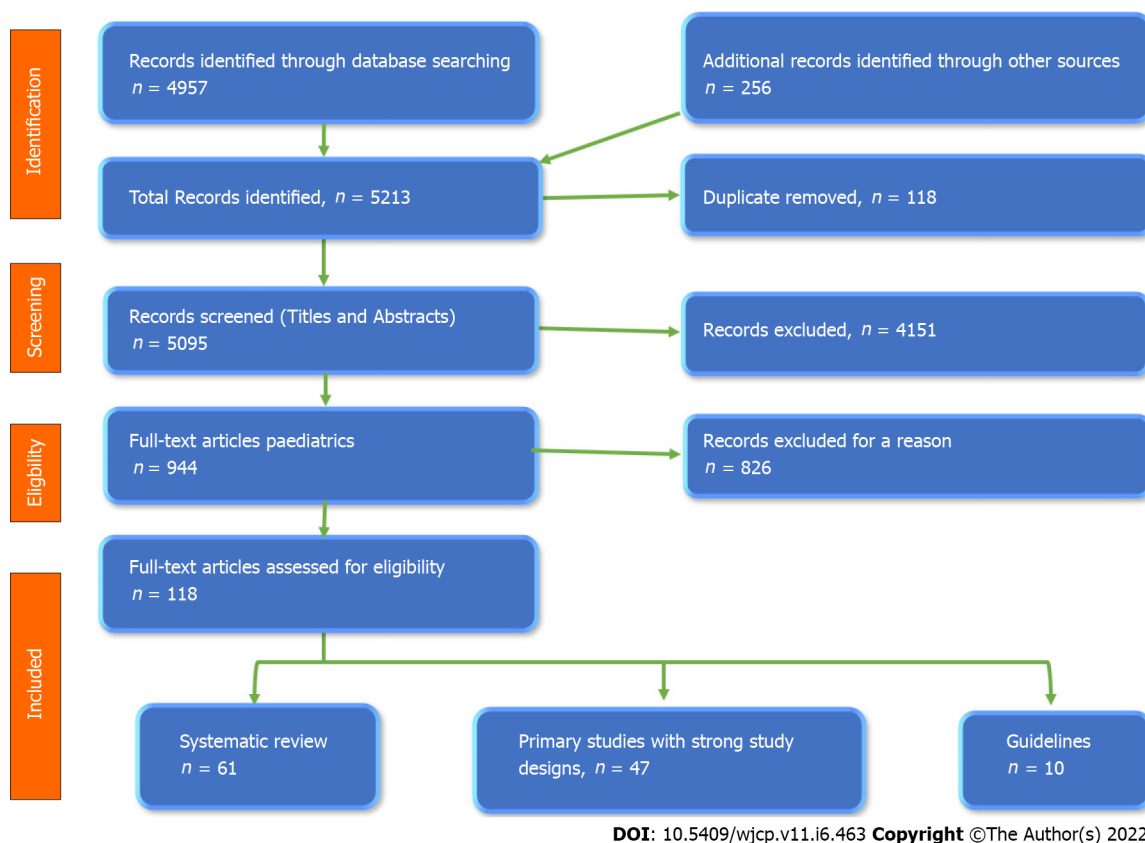 Identification
Records identified through database searching
n = 4957
Additional records identified through other sources
n = 256
Total Records identified, n = 5213
Duplicate removed, n = 118
Screening
Records screened (Titles and Abstracts)
n = 5095
Records excluded, n = 4151
Eligbility
Full-text articles paediatrics
n = 944
Records excluded for a reason
n = 826
Included
Full-text articles assessed for eligibility
n = 118
Systematic review
n = 61
Primary studies with strong study
designs, n = 47
Guidelines
n = 10
DOI: 10.5409/wjcp.v11.i6.463 Copyright ©The Author(s) 2022